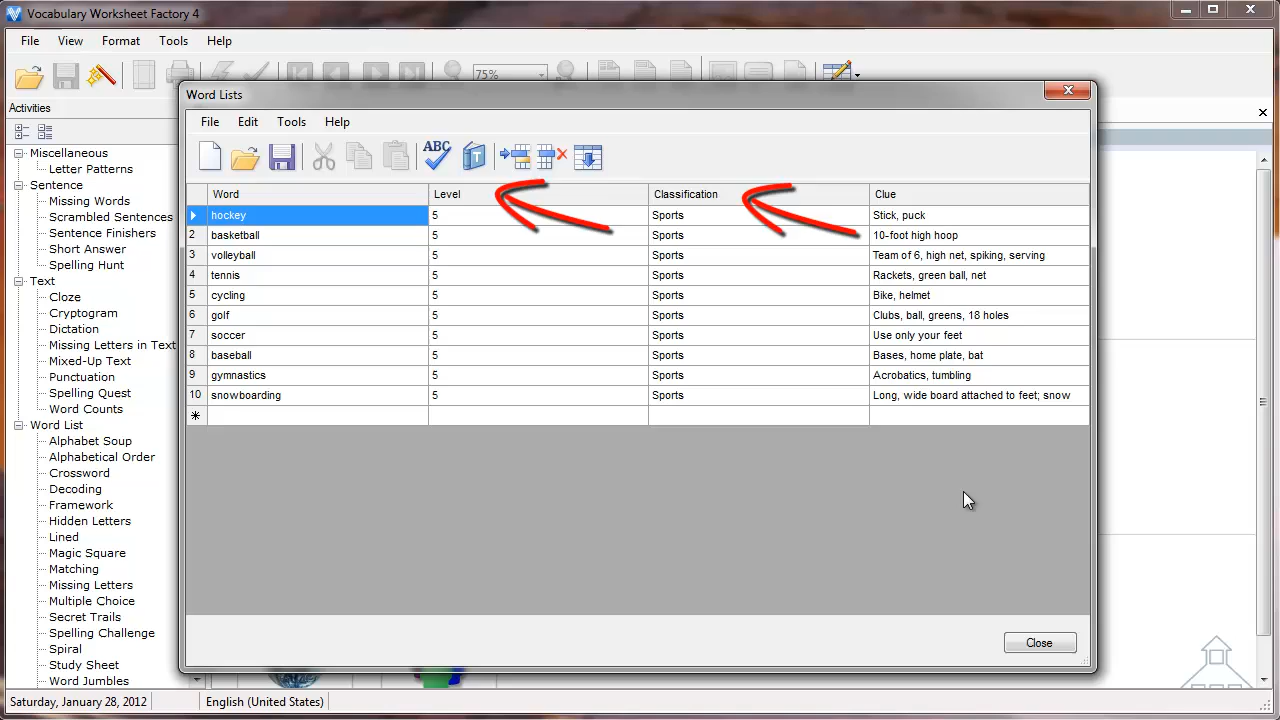 Vocabulary Worksheet Factory 4
File View Format Tools Help
75%
Activities
Miscellaneous
Letter Patterns
Sentence
Missing Words
Scrambled Sentences
Sentence Finishers
Short Answer
Spelling Hunt
Text
Cloze
Cryptogram
Dictation
Missing Letters in Text
Mixed-Up Text
Punctuation
Spelling Quest
Word Counts
Word List
Alphabet Soup
Alphabetical Order
Crossword
Decoding
Framework
Hidden Letters
Lined
Magic Square
Matching
Missing Letters
Multiple Choice
Secret Trails
Spelling Challenge
Spiral
Study Sheet
Word Jumbles
Word Lists
File Edit Tools Help
ABC
T
Word Level Classification Clue
hockey 5 Sports Stick, puck
2 basketball 5 Sports 10-foot high hoop
3 volleyball 5 Sports Team of 6, high net, spiking, serving
4 tennis 5 Sports Rackets, green ball, net
5 cycling 5 Sports Bike, helmet
6 golf 5 Sports Clubs, ball, greens, 18 holes
7 soccer 5 Sports Use only your feet
8 baseball 5 Sports Bases, home plate, bat
9 gymnastics 5 Sports Acrobatics, tumbling
10 snowboarding 5 Sports Long, wide board attached to feet; snow
Close
Saturday, January 28, 2012 English (United States)